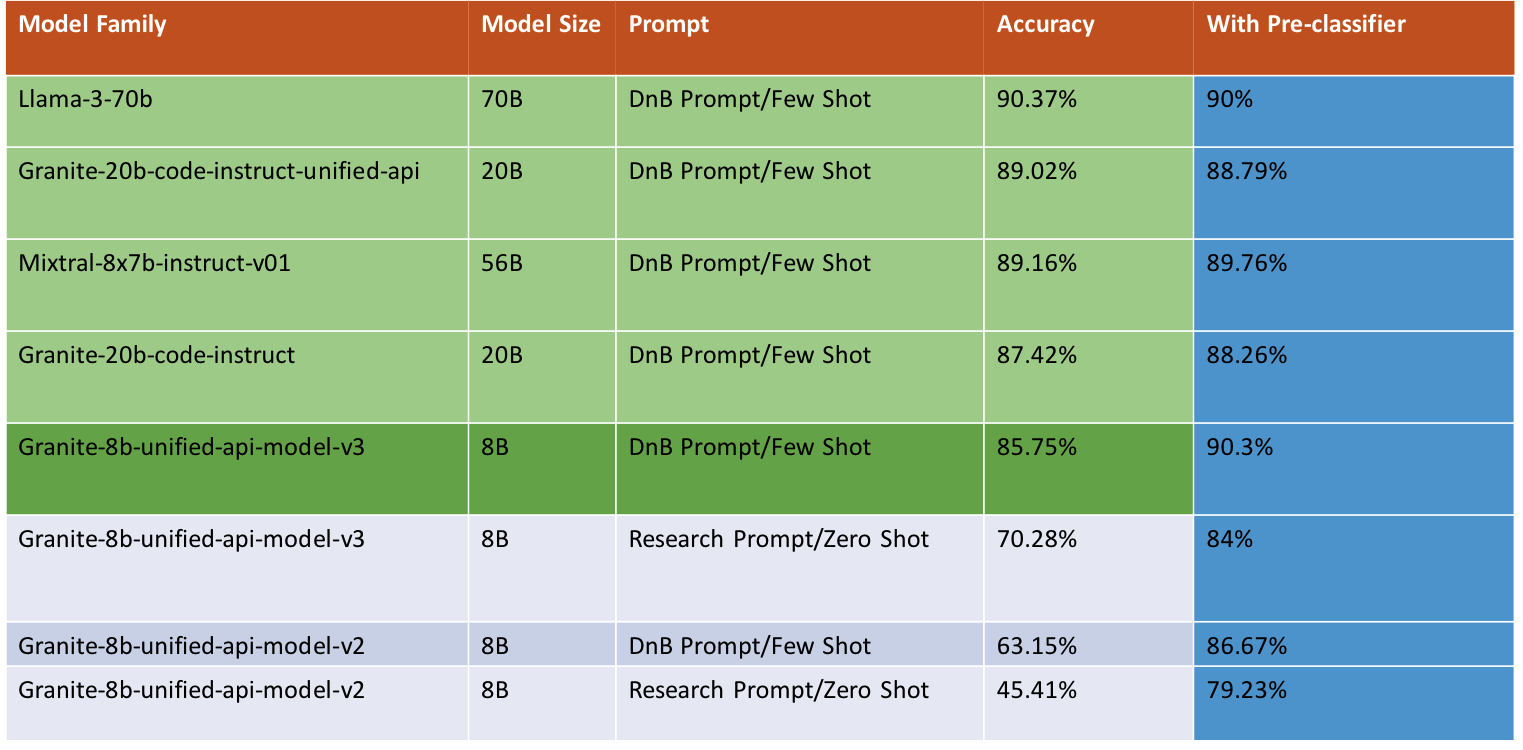 Model Family Model Size Prompt Accuracy With Pre-classifier
Llama-3-70b 70B DnB Prompt/Few Shot 90.37% 90%
Granite-20b-code-instruct-unified-api 20B DnB Prompt/Few Shot 89.02% 88.79%
Mixtral-8x7b-instruct-v01 56B DnB Prompt/Few Shot 89.16% 89.76%
Granite-20b-code-instruct 20B DnB Prompt/Few Shot 87.42% 88.26%
Granite-8b-unified-api-model-v3 8B DnB Prompt/Few Shot 85.75% 90.3%
Granite-8b-unified-api-model-v3 8B Research Prompt/Zero Shot 70.28% 84%
Granite-8b-unified-api-model-v2 8B DnB Prompt/Few Shot 63.15% 86.67%
Granite-8b-unified-api-model-v2 8B Research Prompt/Zero Shot 45.41% 79.23%